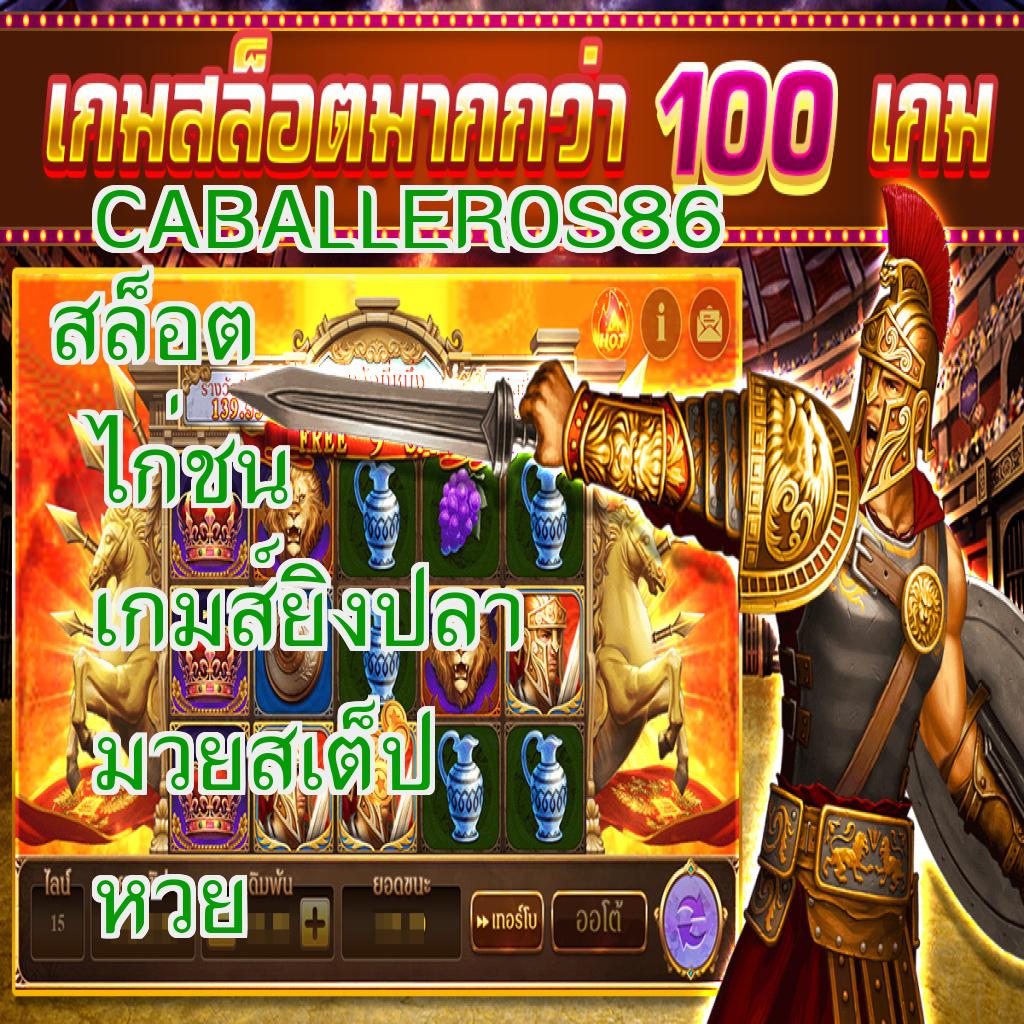 เกมสล็อตมากกว่า 100 เกม
CABALLEROS86
สล็อต
HOT
139.
FREE
ไก่ชน
เกมส์ยิงปลา
มวยสเต็ป
ไลน์
ยอดชนะ
15
เทอร์โบ
ออโต้
หวย